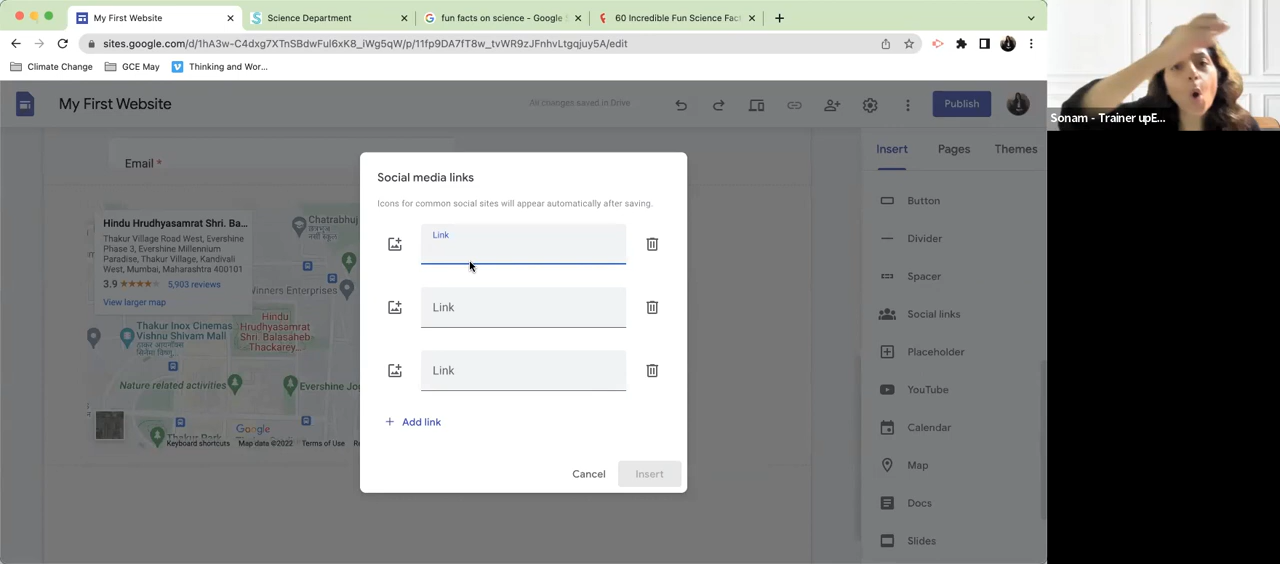 My First Website
Science Department
fun facts on science - Google S
60 Incredible Fun Science Fact
sites.google.com/d/1hA3w-C4dxg7XTnSBdwFul6xK8_iWg5qW/p/11fp9DA7fT8w_tvWR9zJFnhvLtgqjuy5A/edit
Climate Change
GCE May
Thinking and Wor...
My First Website
All changes saved in Drive
Publish
Sonam - Trainer upE...
Insert
Pages
Themes
Email *
Hindu Hrudhyasamrat Shri. Ba...
Thakur Village Road West, Evershine
Phase 3, Evershine Millennium
Paradise, Thakur Village, Kandivali
West, Mumbai, Maharashtra 400101
3.9 ★★★★★ 5,903 reviews
View larger map
Chatrabhuj
Winners Enterprises
Thakur Inox Cinemas
Vishnu Shivam Mall
Hindu
Hrudhyasamrat
Shri. Balasaheb
Thackarey...
Nature related activities
Evershine Jo
Thakur Park
Google
Keyboard shortcuts
Map data ©2022
Terms of Use
Social media links
Icons for common social sites will appear automatically after saving.
Link
Link
Link
+ Add link
Cancel
Insert
Button
Divider
Spacer
Social links
Placeholder
YouTube
Calendar
Map
Docs
Slides